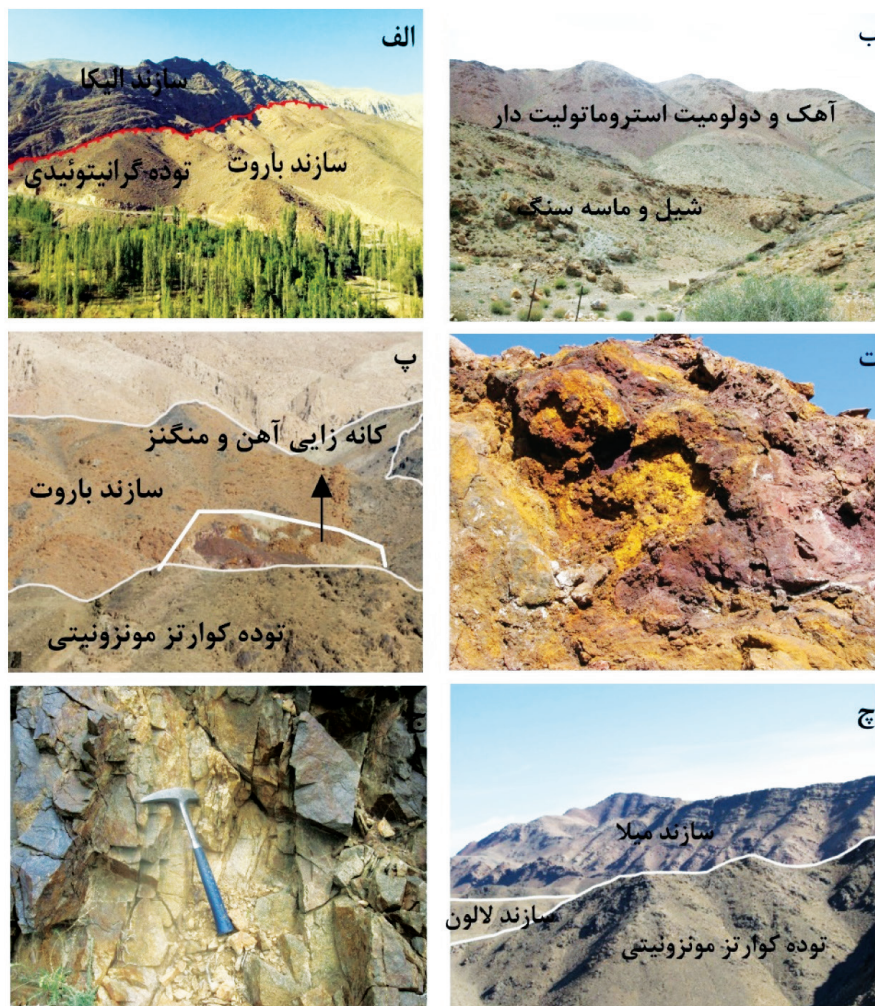 الف
سازند الیکا
سازند باروت
توده گرانیتوئیدی
ب
آهک و دولومیت استروماتولیت دار
شیل و ماسه سنگ
پ
کانه زایی آهن و منگنز
سازند باروت
توده کوارتز مونزونیتی
ت
ج
چ
سازند میلا
سازند لالون
توده کوارتز مونزونیتی